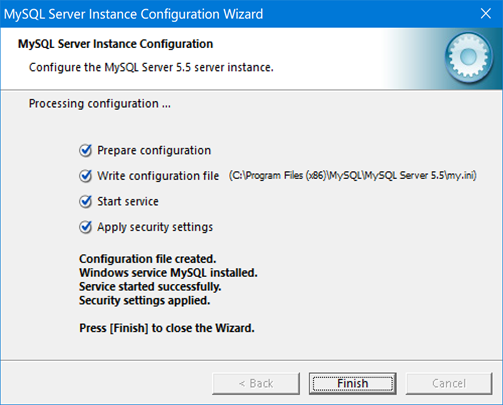 MySQL Server Instance Configuration Wizard
MySQL Server Instance Configuration
Configure the MySQL Server 5.5 server instance.
Processing configuration ...
Prepare configuration
Write configuration file (C:\Program Files (x86)\MySQL\MySQL Server 5.5\my.ini)
Start service
Apply security settings
Configuration file created.
Windows service MySQL installed.
Service started successfully.
Security settings applied.
Press [Finish] to close the Wizard.
< Back Finish Cancel